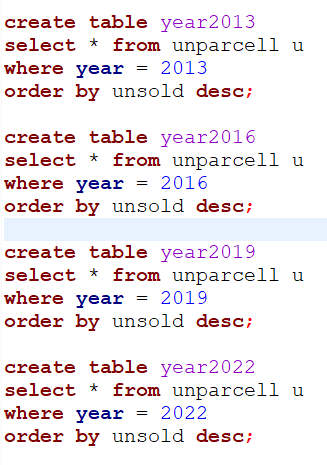 create table year2013
select * from unparcell u
where year = 2013
order by unsold desc;
create table year2016
select * from unparcell u
where year = 2016
order by unsold desc;
create table year2019
select * from unparcell u
where year = 2019
order by unsold desc;
create table year2022
select * from unparcell u
where year = 2022
order by unsold desc;